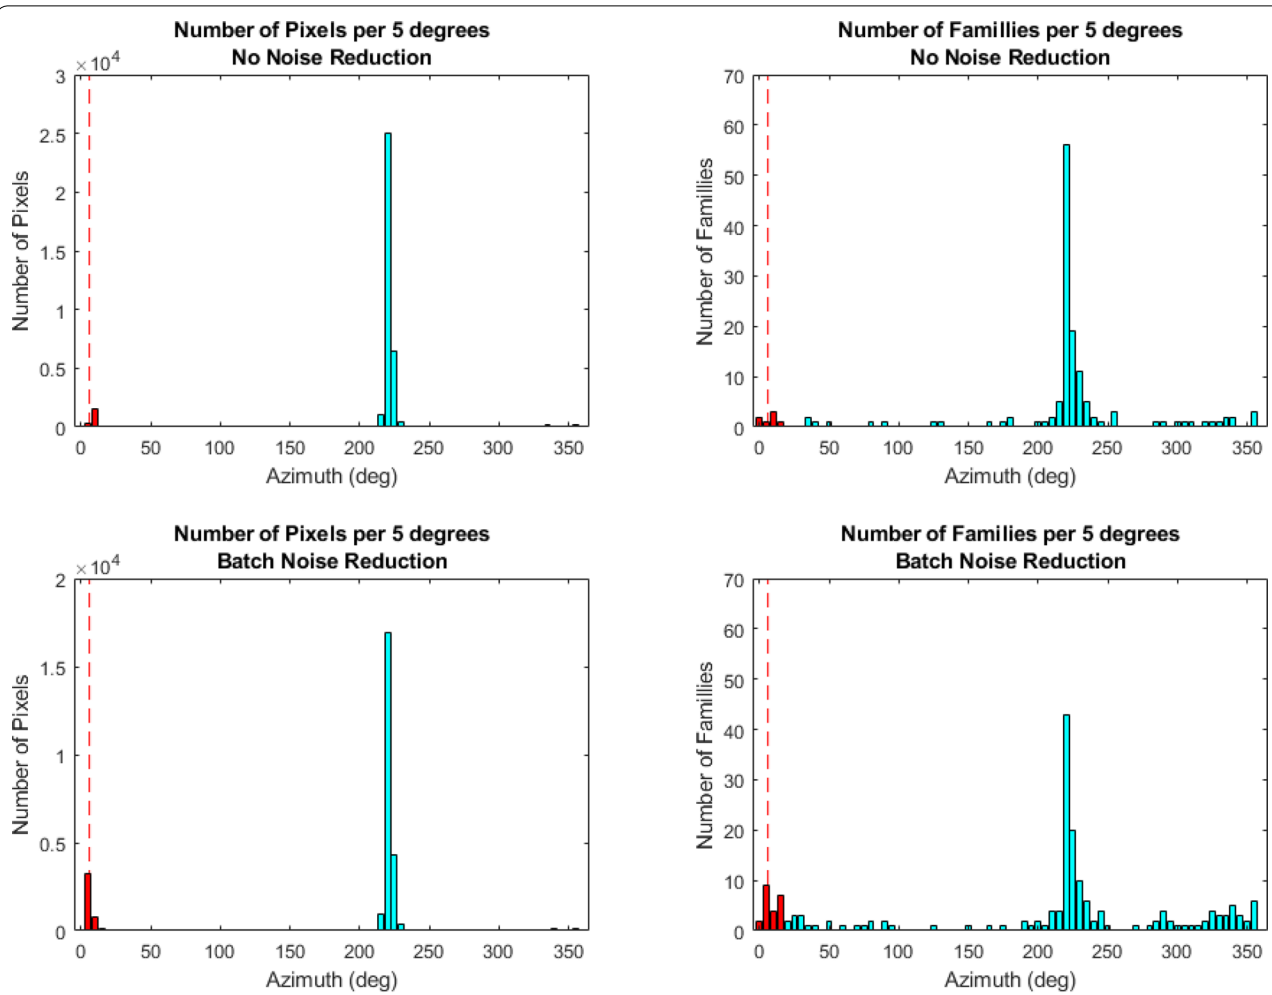 Number of Pixels per 5 degrees
No Noise Reduction
×10⁴
3
2.5
2
1.5
1
0.5
0
0 50 100 150 200 250 300 350
Number of Pixels
Azimuth (deg)
Number of Famillies per 5 degrees
No Noise Reduction
70
60
50
40
30
20
10
0
0 50 100 150 200 250 300 350
Number of Famillies
Azimuth (deg)
Number of Pixels per 5 degrees
Batch Noise Reduction
×10⁴
2
1.5
1
0.5
0
0 50 100 150 200 250 300 350
Number of Pixels
Azimuth (deg)
Number of Families per 5 degrees
Batch Noise Reduction
70
60
50
40
30
20
10
0
0 50 100 150 200 250 300 350
Number of Famillies
Azimuth (deg)